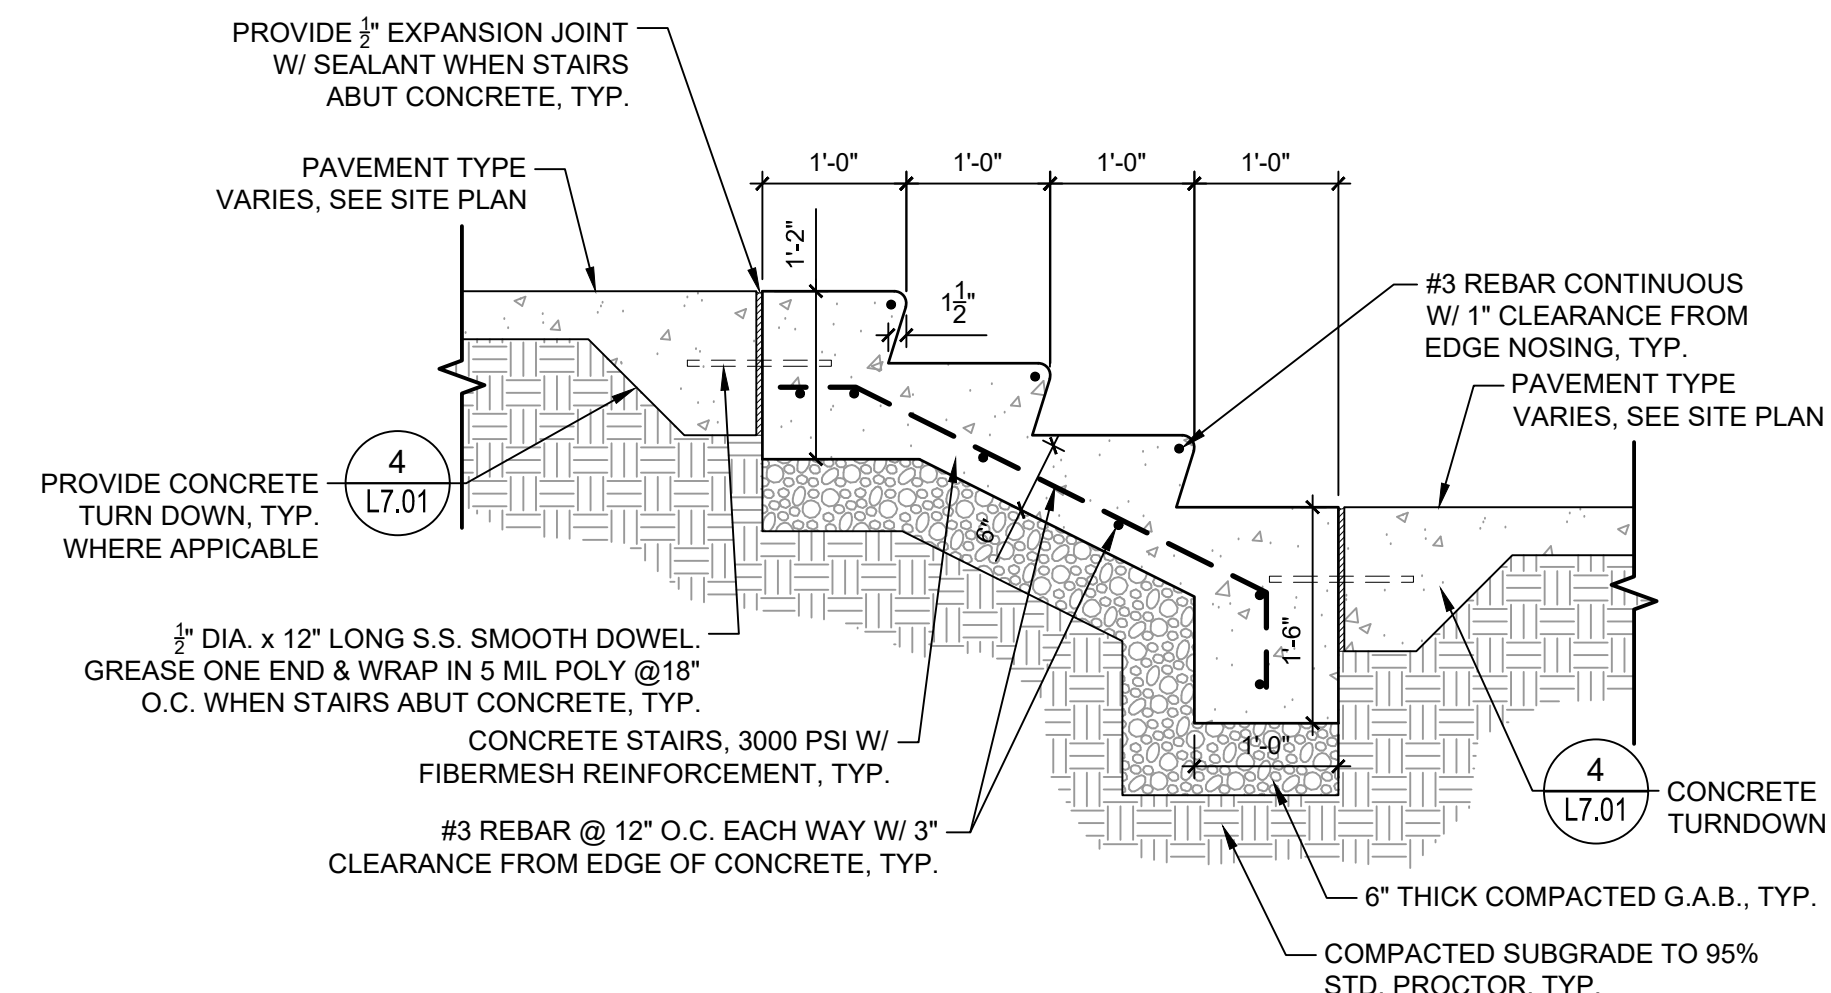 PROVIDE 1/2" EXPANSION JOINT
W/ SEALANT WHEN STAIRS
ABUT CONCRETE, TYP.
PAVEMENT TYPE
VARIES, SEE SITE PLAN
1'-0"
1'-0"
1'-0"
1'-0"
1'-2"
1 1/2"
#3 REBAR CONTINUOUS
W/ 1" CLEARANCE FROM
EDGE NOSING, TYP.
PAVEMENT TYPE
VARIES, SEE SITE PLAN
4
L7.01
PROVIDE CONCRETE
TURN DOWN, TYP.
WHERE APPICABLE
6"
1'-6"
1'-0"
1/2" DIA. x 12" LONG S.S. SMOOTH DOWEL.
GREASE ONE END & WRAP IN 5 MIL POLY @18"
O.C. WHEN STAIRS ABUT CONCRETE, TYP.
CONCRETE STAIRS, 3000 PSI W/
FIBERMESH REINFORCEMENT, TYP.
#3 REBAR @ 12" O.C. EACH WAY W/ 3"
CLEARANCE FROM EDGE OF CONCRETE, TYP.
4
L7.01
CONCRETE
TURNDOWN
6" THICK COMPACTED G.A.B., TYP.
COMPACTED SUBGRADE TO 95%
STD. PROCTOR, TYP.